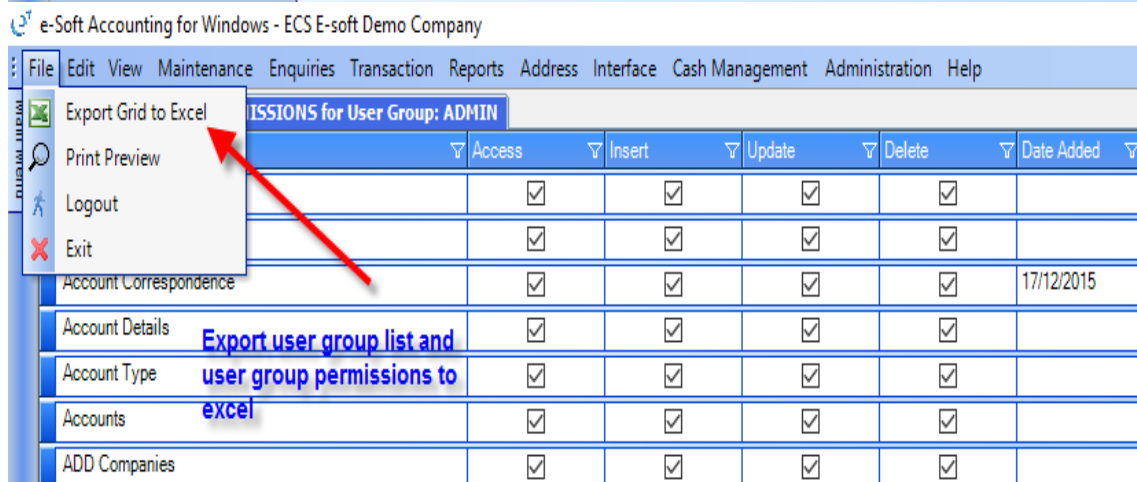 e-Soft Accounting for Windows - ECS E-soft Demo Company
File Edit View Maintenance Enquiries Transaction Reports Address Interface Cash Management Administration Help
Main Menu
Export Grid to Excel
Print Preview
Logout
Exit
ISSIONS for User Group: ADMIN
Access Insert Update Delete Date Added
Account Correspondence 17/12/2015
Account Details
Account Type
Accounts
ADD Companies
Export user group list and
user group permissions to
excel